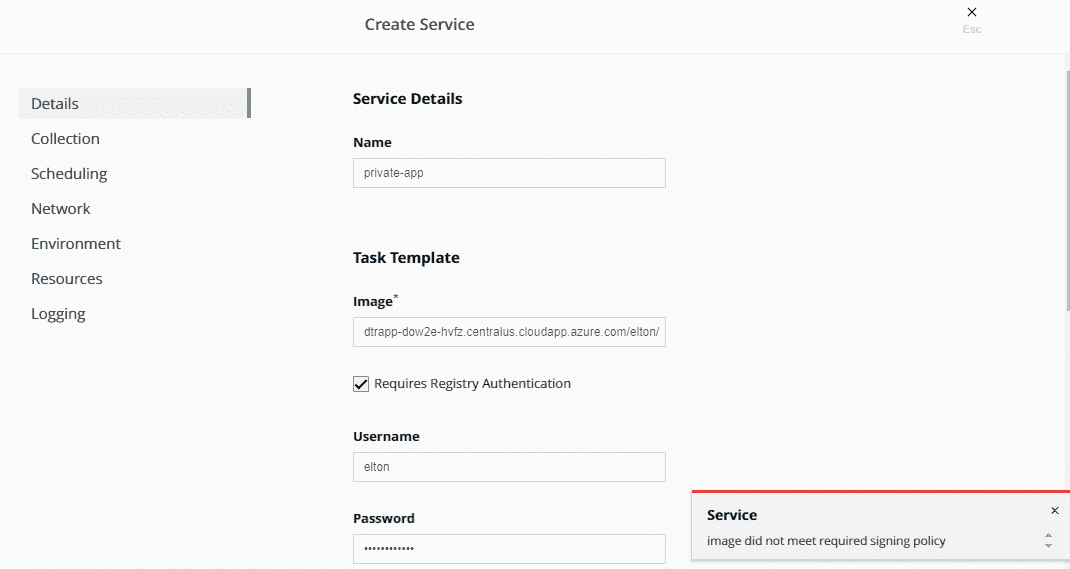 Create Service
Esc
Details
Collection
Scheduling
Network
Environment
Resources
Logging
Service Details
Name
private-app
Task Template
Image*
dtrapp-dow2e-hvfz.centralus.cloudapp.azure.com/elton/
Requires Registry Authentication
Username
elton
Password
••••••••••••
Service
image did not meet required signing policy